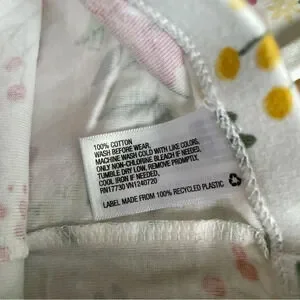 100% COTTON
WASH BEFORE WEAR,
MACHINE WASH COLD WITH LIKE COLORS,
ONLY NON-CHLORINE BLEACH IF NEEDED,
TUMBLE DRY LOW. REMOVE PROMPTLY,
COOL IRON IF NEEDED,
RN17730 VN1240720
LABEL MADE FROM 100% RECYCLED PLASTIC